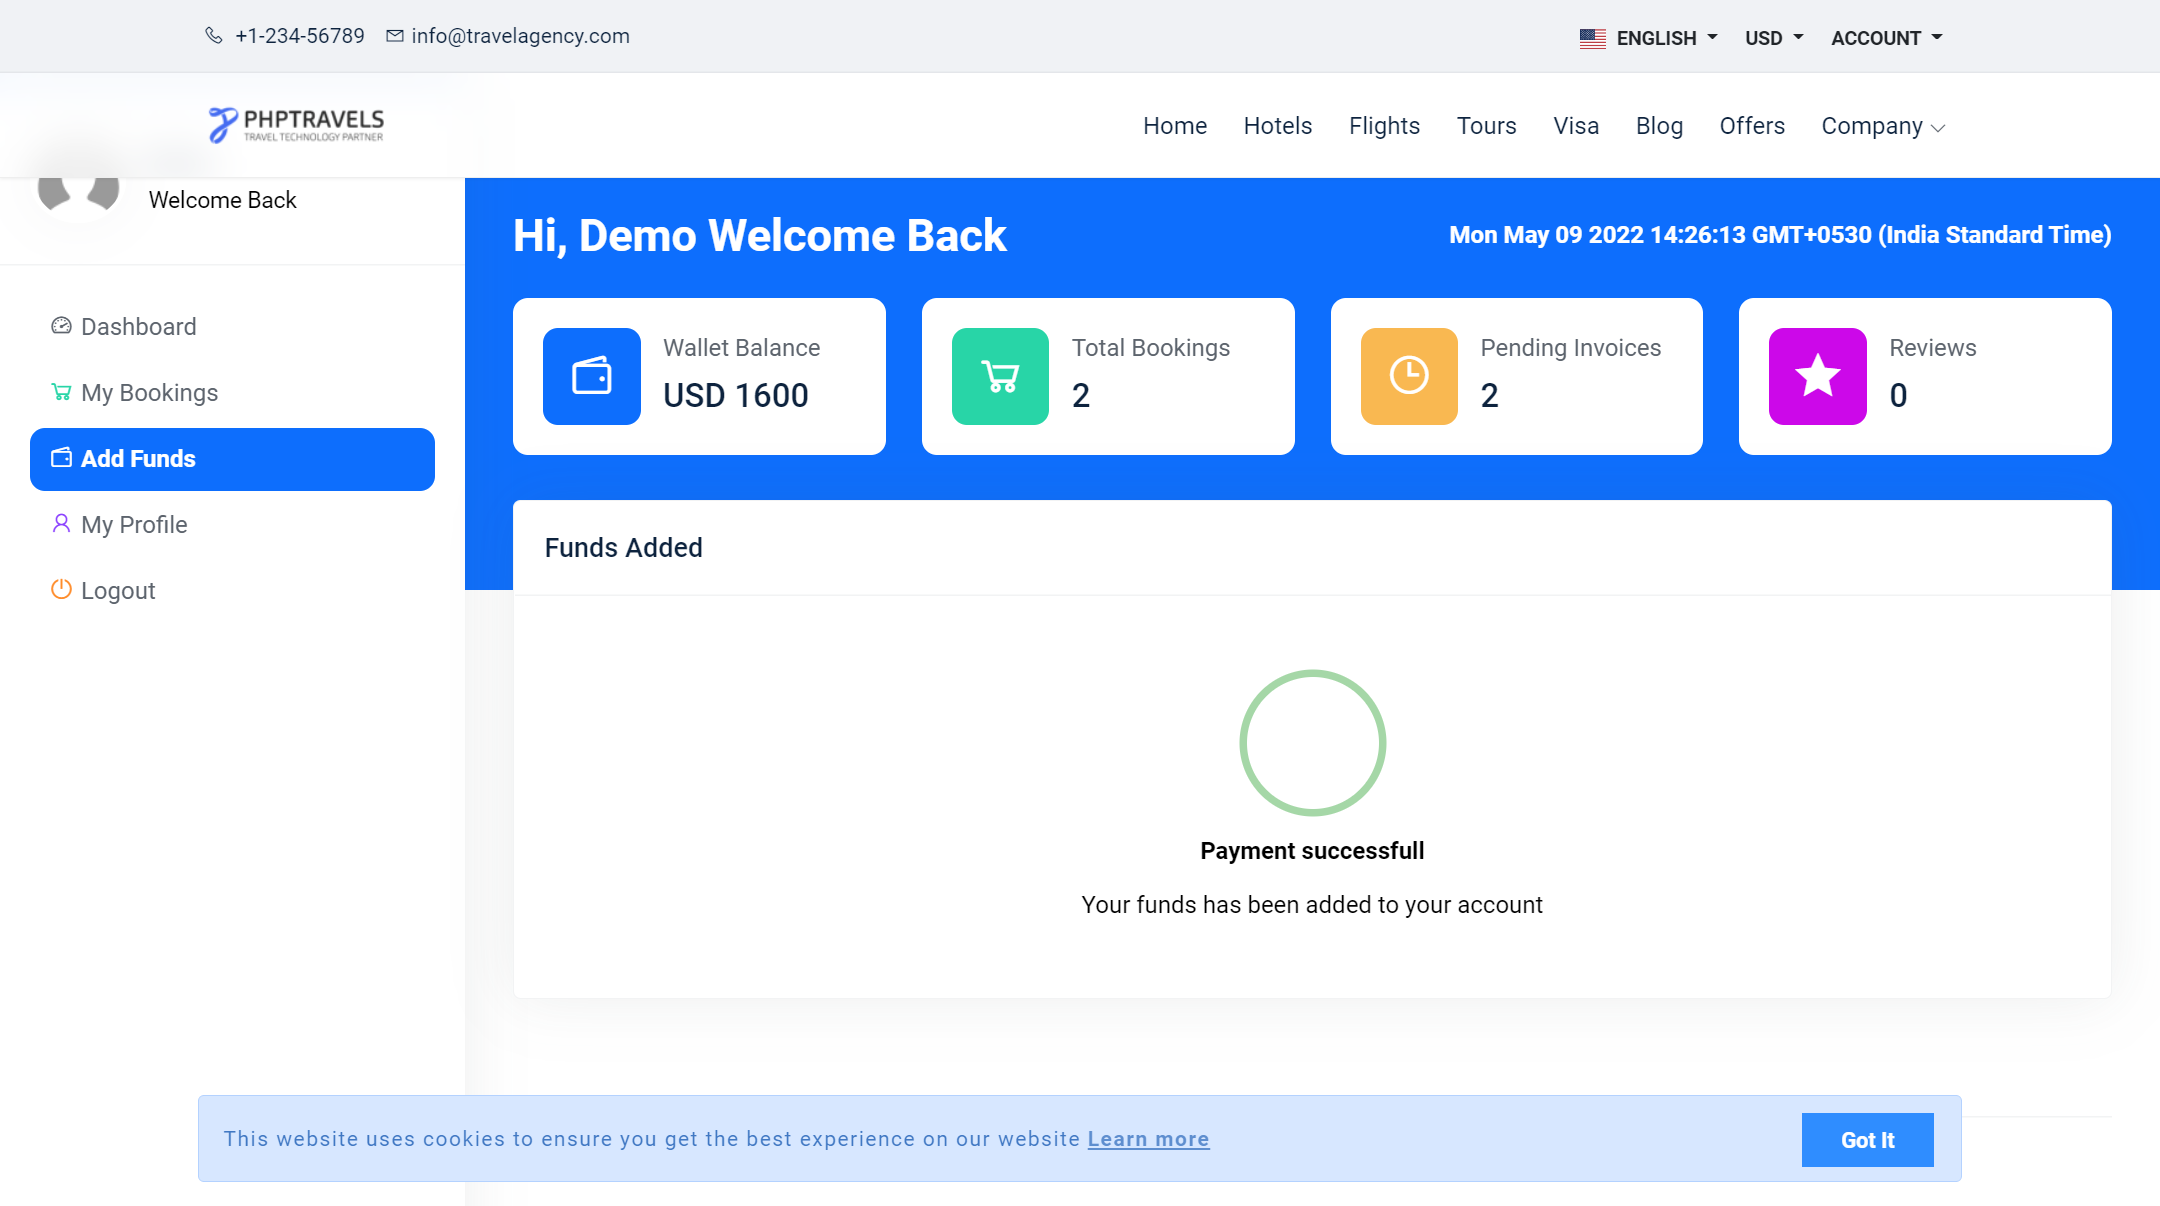 +1-234-56789 info@travelagency.com ENGLISH USD ACCOUNT
PHPTRAVELS
TRAVEL TECHNOLOGY PARTNER
Home Hotels Flights Tours Visa Blog Offers Company
Welcome Back
Dashboard
My Bookings
Add Funds
My Profile
Logout
Hi, Demo Welcome Back
Mon May 09 2022 14:26:13 GMT+0530 (India Standard Time)
Wallet Balance
USD 1600
Total Bookings
2
Pending Invoices
2
Reviews
0
Funds Added
Payment successfull
Your funds has been added to your account
This website uses cookies to ensure you get the best experience on our website Learn more
Got It